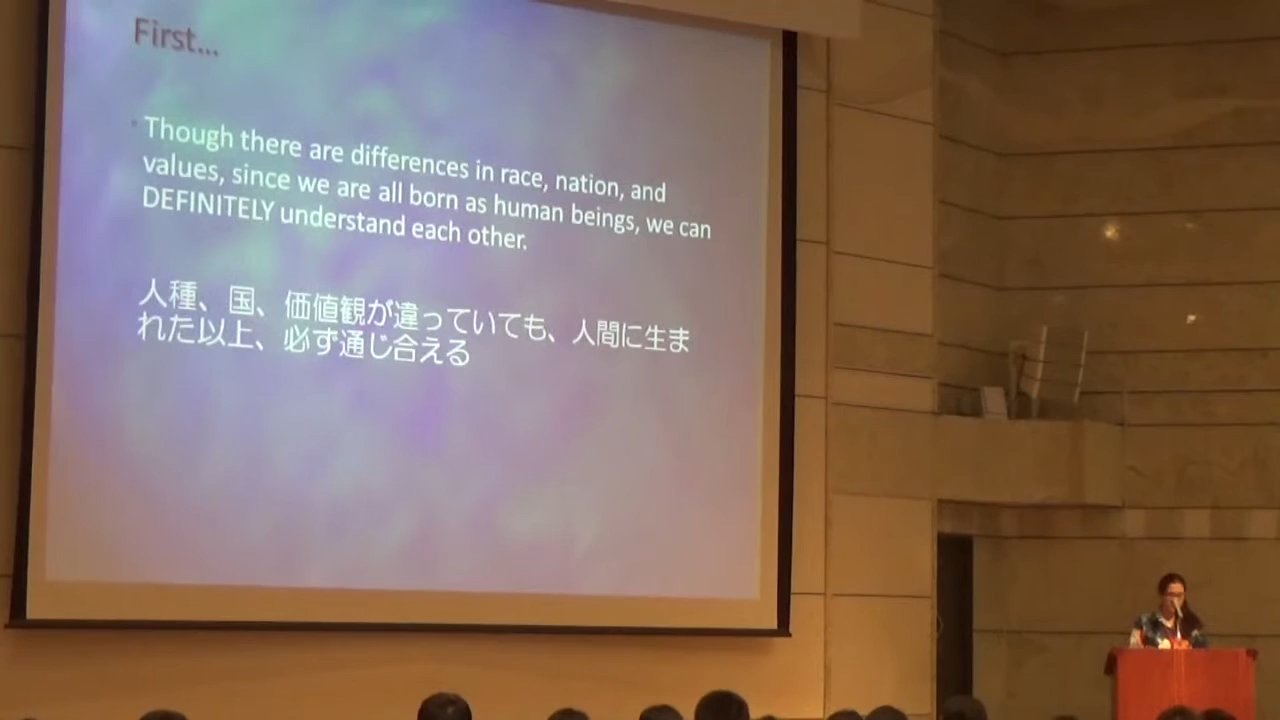 First...
Though there are differences in race, nation, and
values, since we are all born as human beings, we can
DEFINITELY understand each other.
人種、国、価値観が違っていても、人間に生ま
れた以上、必ず通じ合える